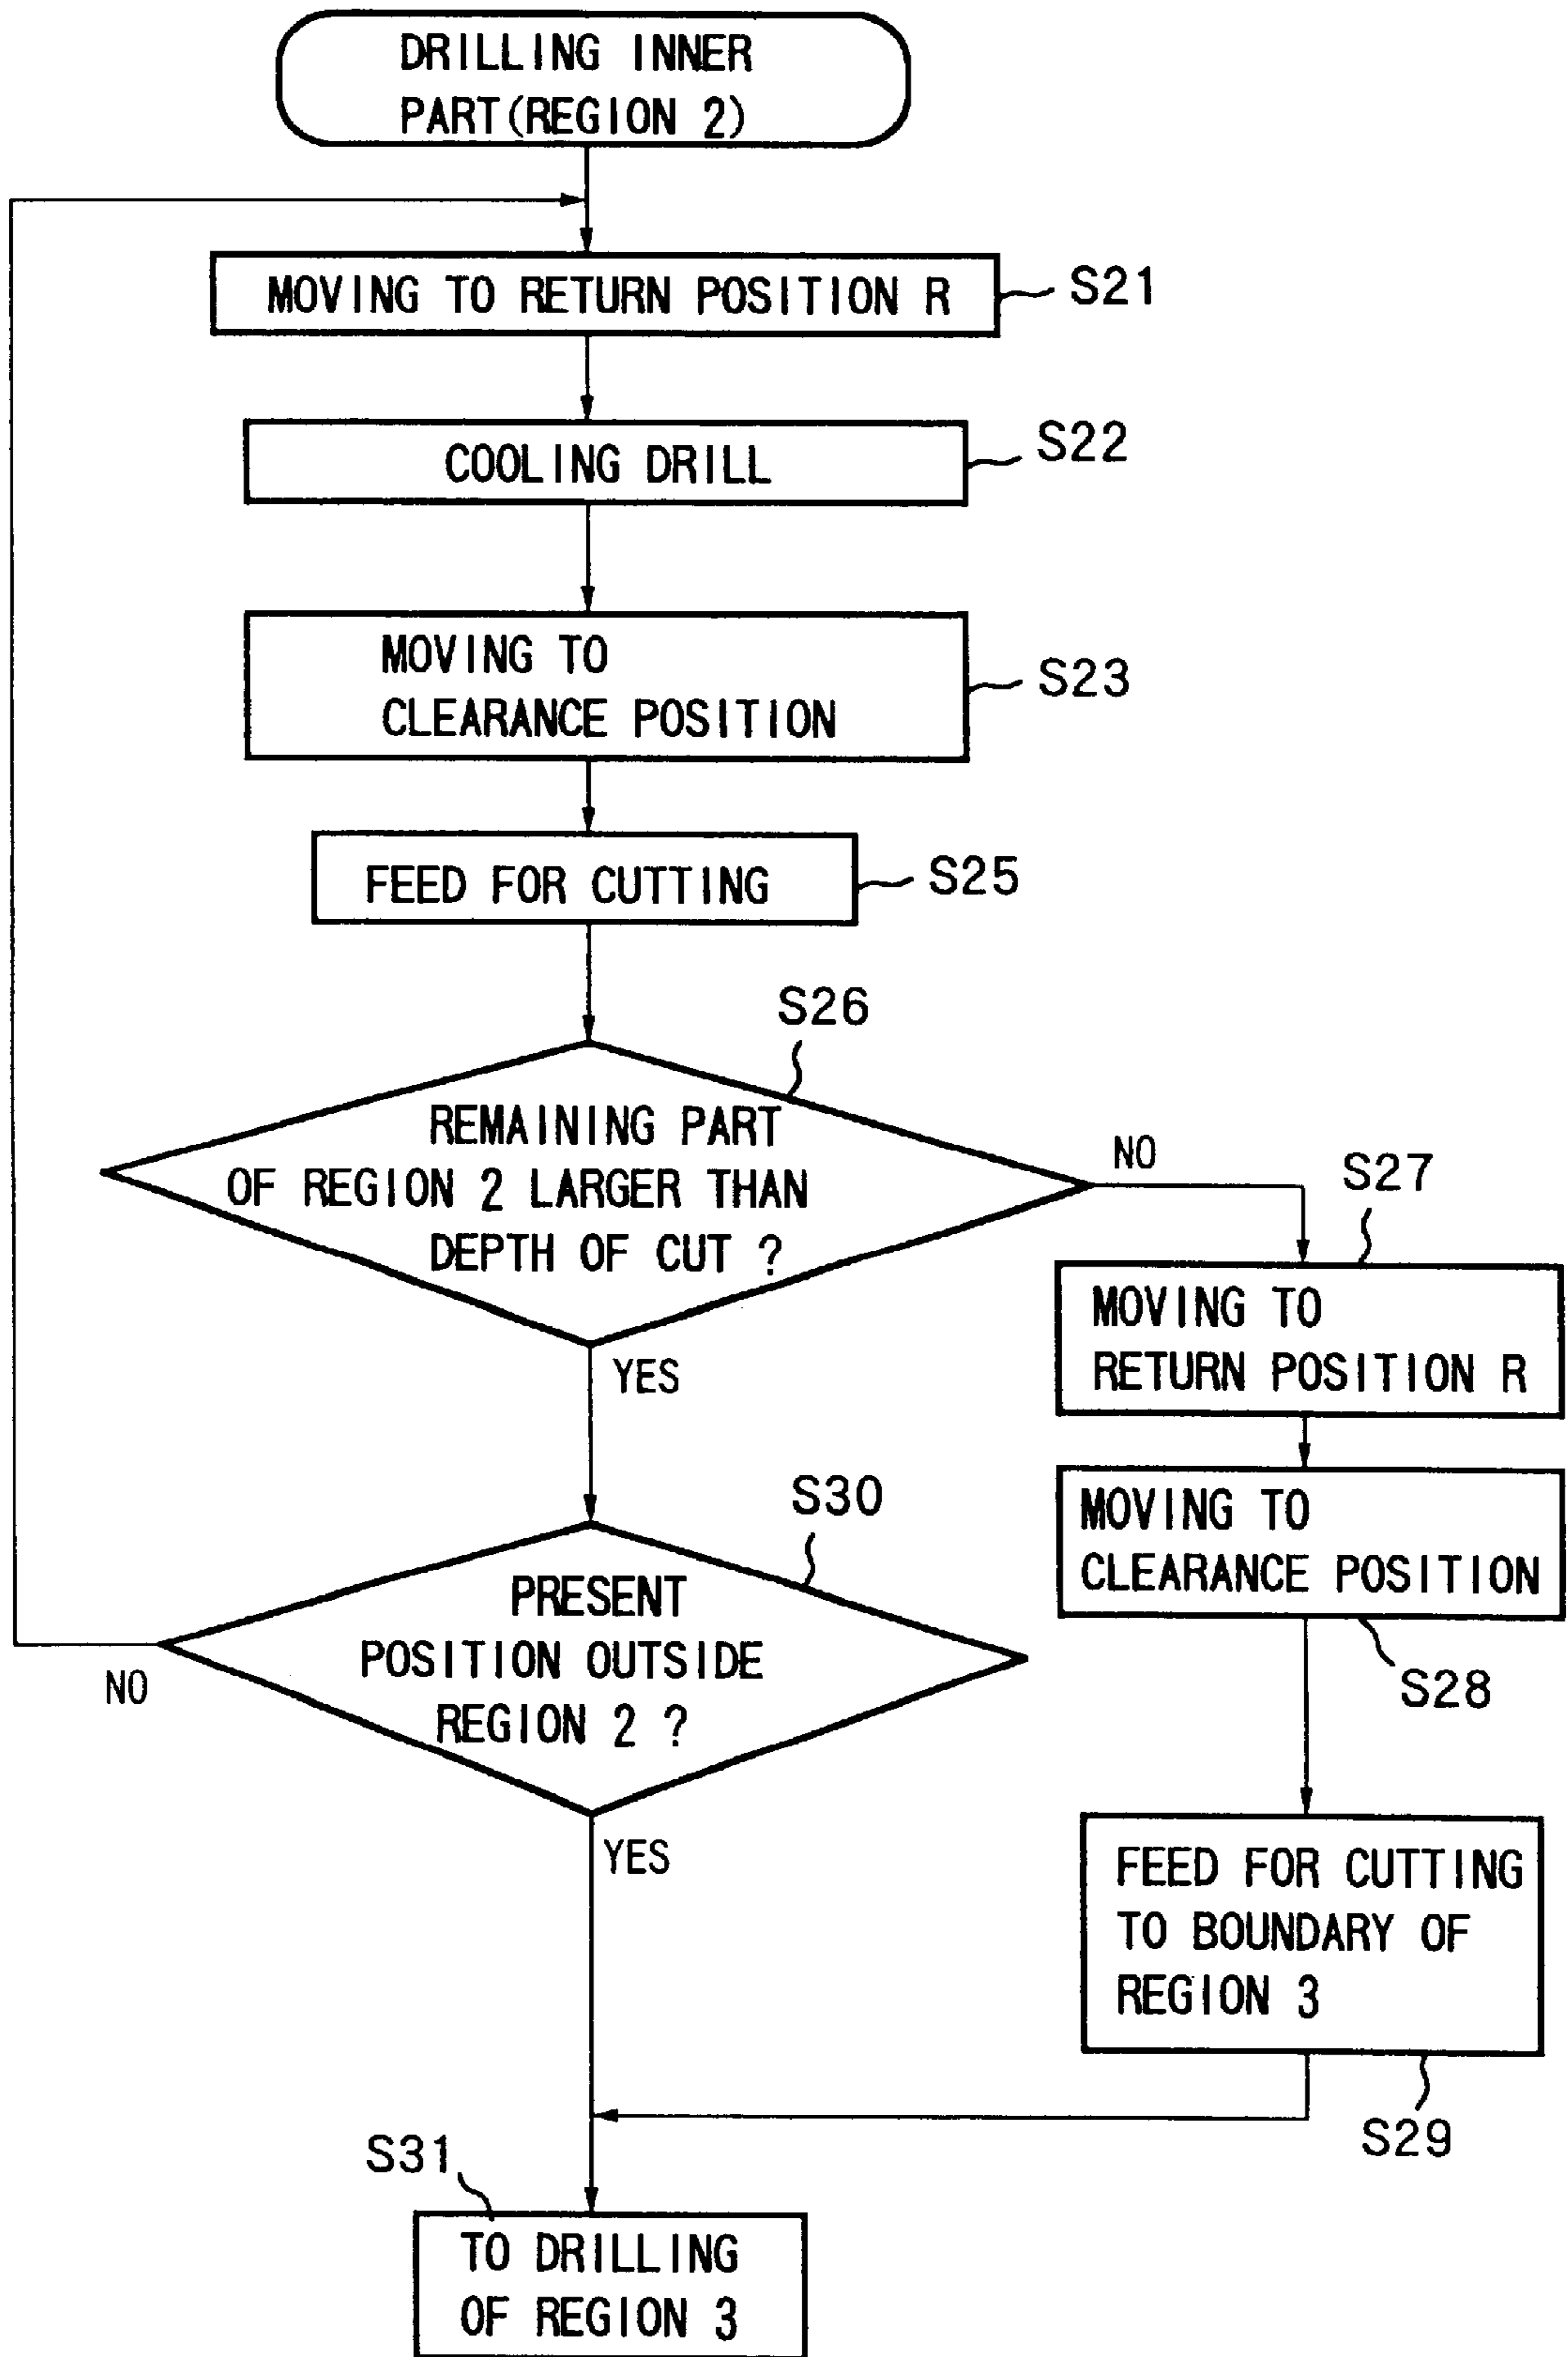 DRILLING INNER
PART(REGION 2)
MOVING TO RETURN POSITION R
S21
COOLING DRILL
S22
MOVING TO
CLEARANCE POSITION
S23
FEED FOR CUTTING
S25
S26
REMAINING PART
OF REGION 2 LARGER THAN
DEPTH OF CUT ?
NO
YES
S27
MOVING TO
RETURN POSITION R
MOVING TO
CLEARANCE POSITION
S28
S30
PRESENT
POSITION OUTSIDE
REGION 2 ?
NO
YES
FEED FOR CUTTING
TO BOUNDARY OF
REGION 3
S29
S31
TO DRILLING
OF REGION 3